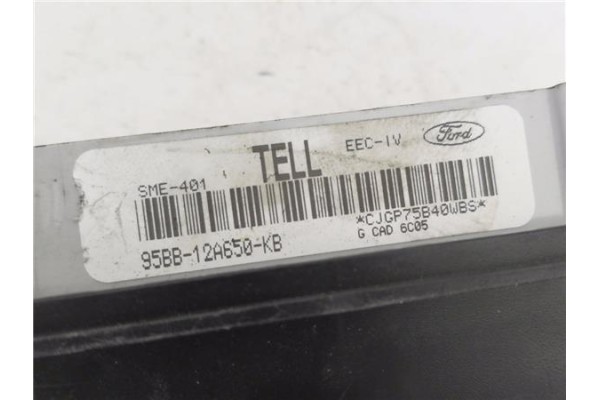 TELL EEC-IV Ford
SME-401
*CJGP75B40WBS*
95BB-12A650-KB G CAD 6C05